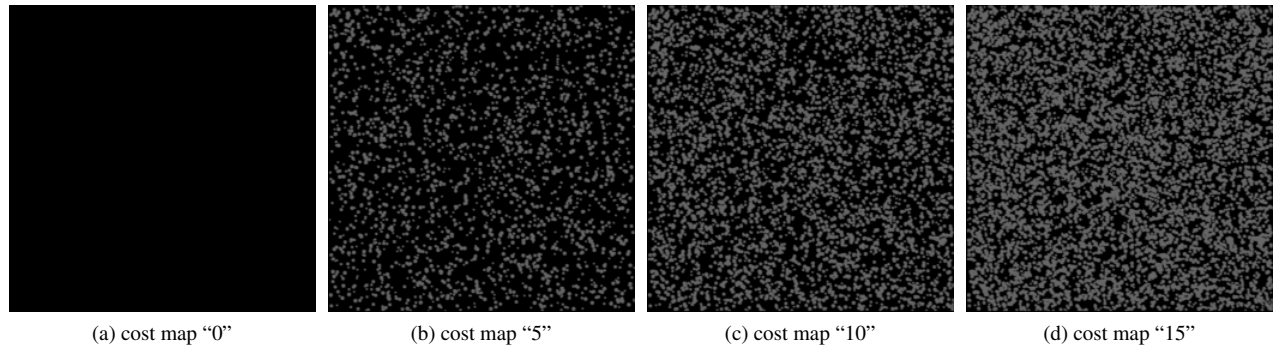 (a) cost map “0”
(b) cost map “5”
(c) cost map “10”
(d) cost map “15”